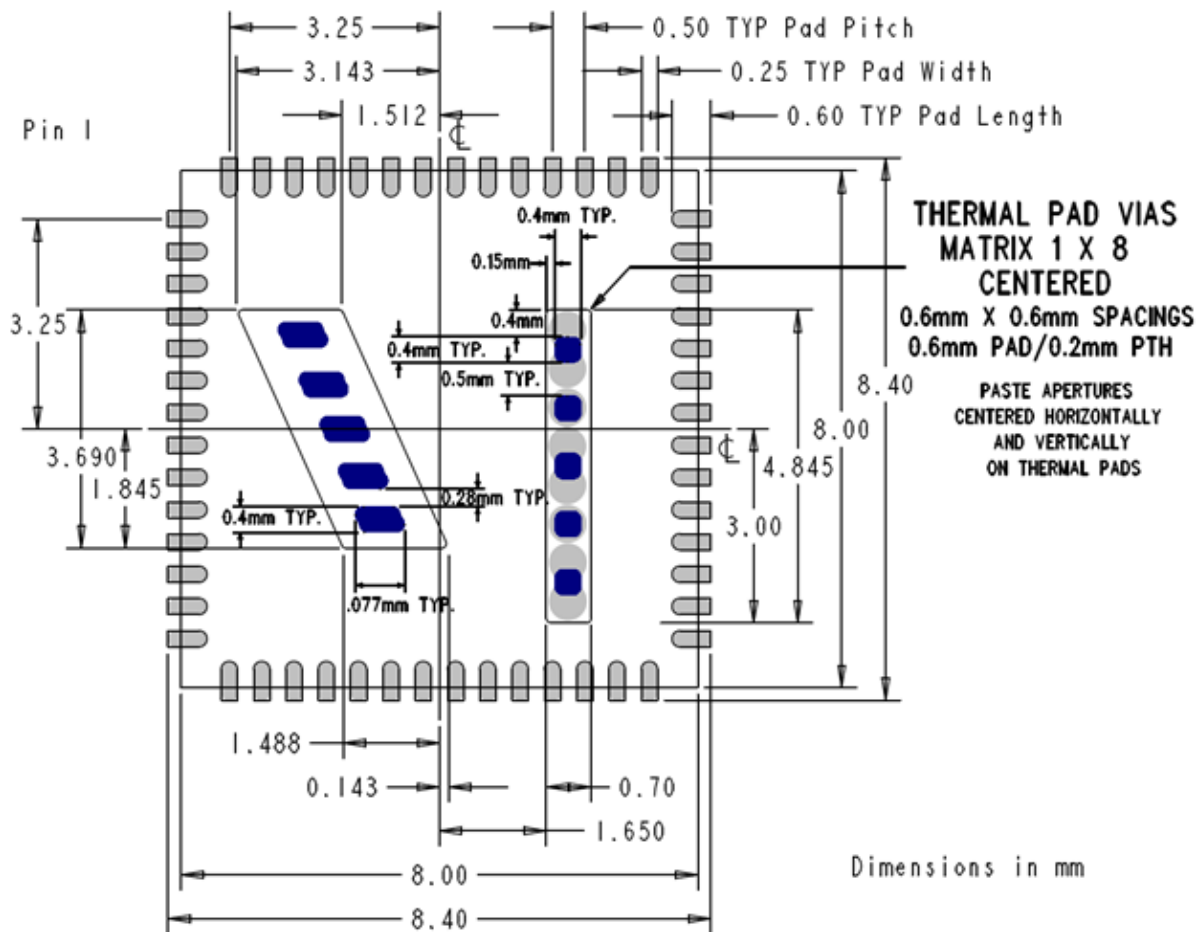 3.25
0.50 TYP Pad Pitch
3.143
0.25 TYP Pad Width
1.512
0.60 TYP Pad Length
Pin 1
℄
THERMAL PAD VIAS
MATRIX 1 X 8
CENTERED
0.6mm X 0.6mm SPACINGS
0.6mm PAD/0.2mm PTH
PASTE APERTURES
CENTERED HORIZONTALLY
AND VERTICALLY
ON THERMAL PADS
0.4mm TYP.
0.15mm
0.4mm
0.4mm TYP.
0.5mm TYP.
3.25
8.40
8.00
℄
3.690
4.845
1.845
0.28mm TYP.
0.4mm TYP.
3.00
.077mm TYP.
1.488
0.143
0.70
1.650
8.00
Dimensions in mm
8.40